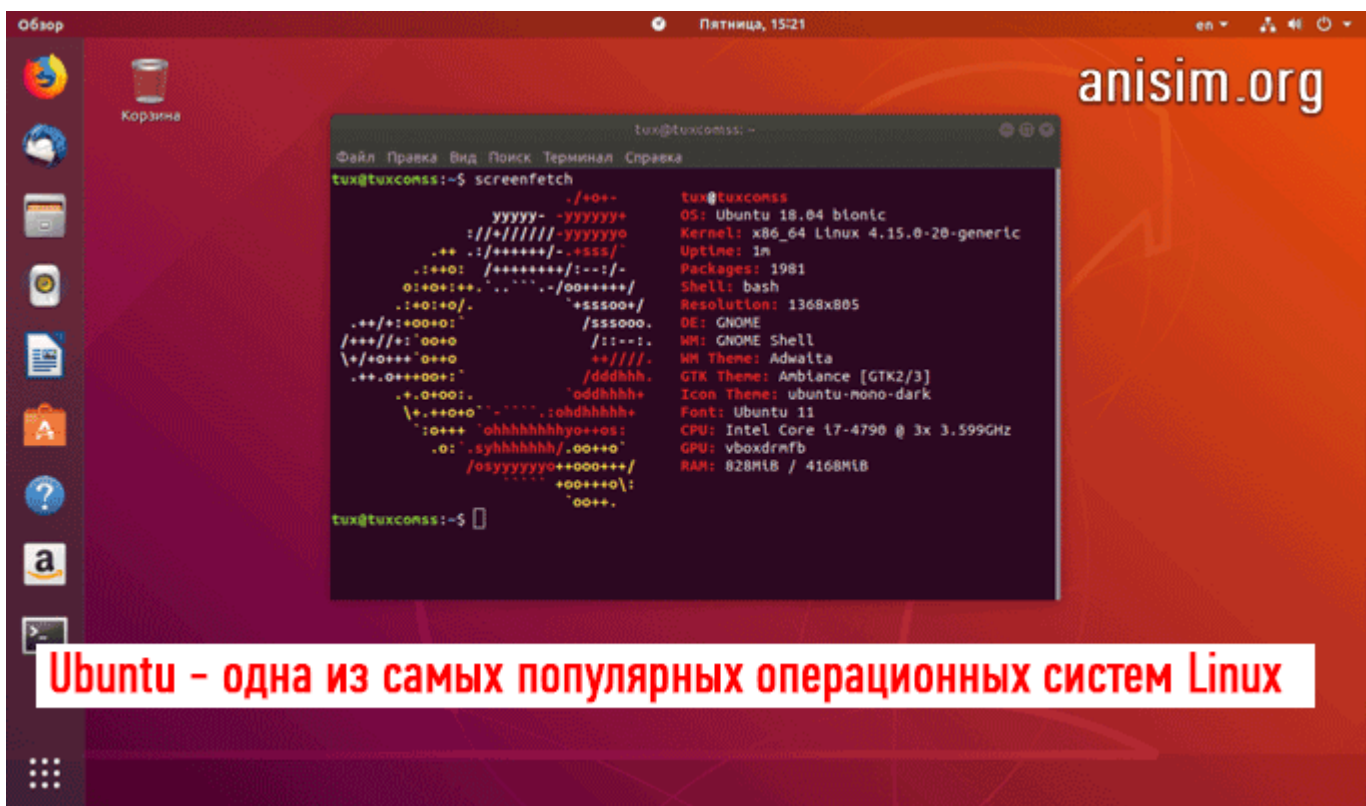 Обзор
Пятница, 15:21
en
anisim.org
Корзина
tux@tuxcomss: ~
Файл Правка Вид Поиск Терминал Справка
tux@tuxcomss:~$ screenfetch
tux@tuxcomss
OS: Ubuntu 18.04 bionic
Kernel: x86_64 Linux 4.15.0-20-generic
Uptime: 1m
Packages: 1981
Shell: bash
Resolution: 1368x805
DE: GNOME
WM: GNOME Shell
WM Theme: Adwaita
GTK Theme: Ambiance [GTK2/3]
Icon Theme: ubuntu-mono-dark
Font: Ubuntu 11
CPU: Intel Core i7-4790 @ 3x 3.599GHz
GPU: vboxdrmfb
RAM: 828MiB / 4168MiB
tux@tuxcomss:~$
Ubuntu - одна из самых популярных операционных систем Linux